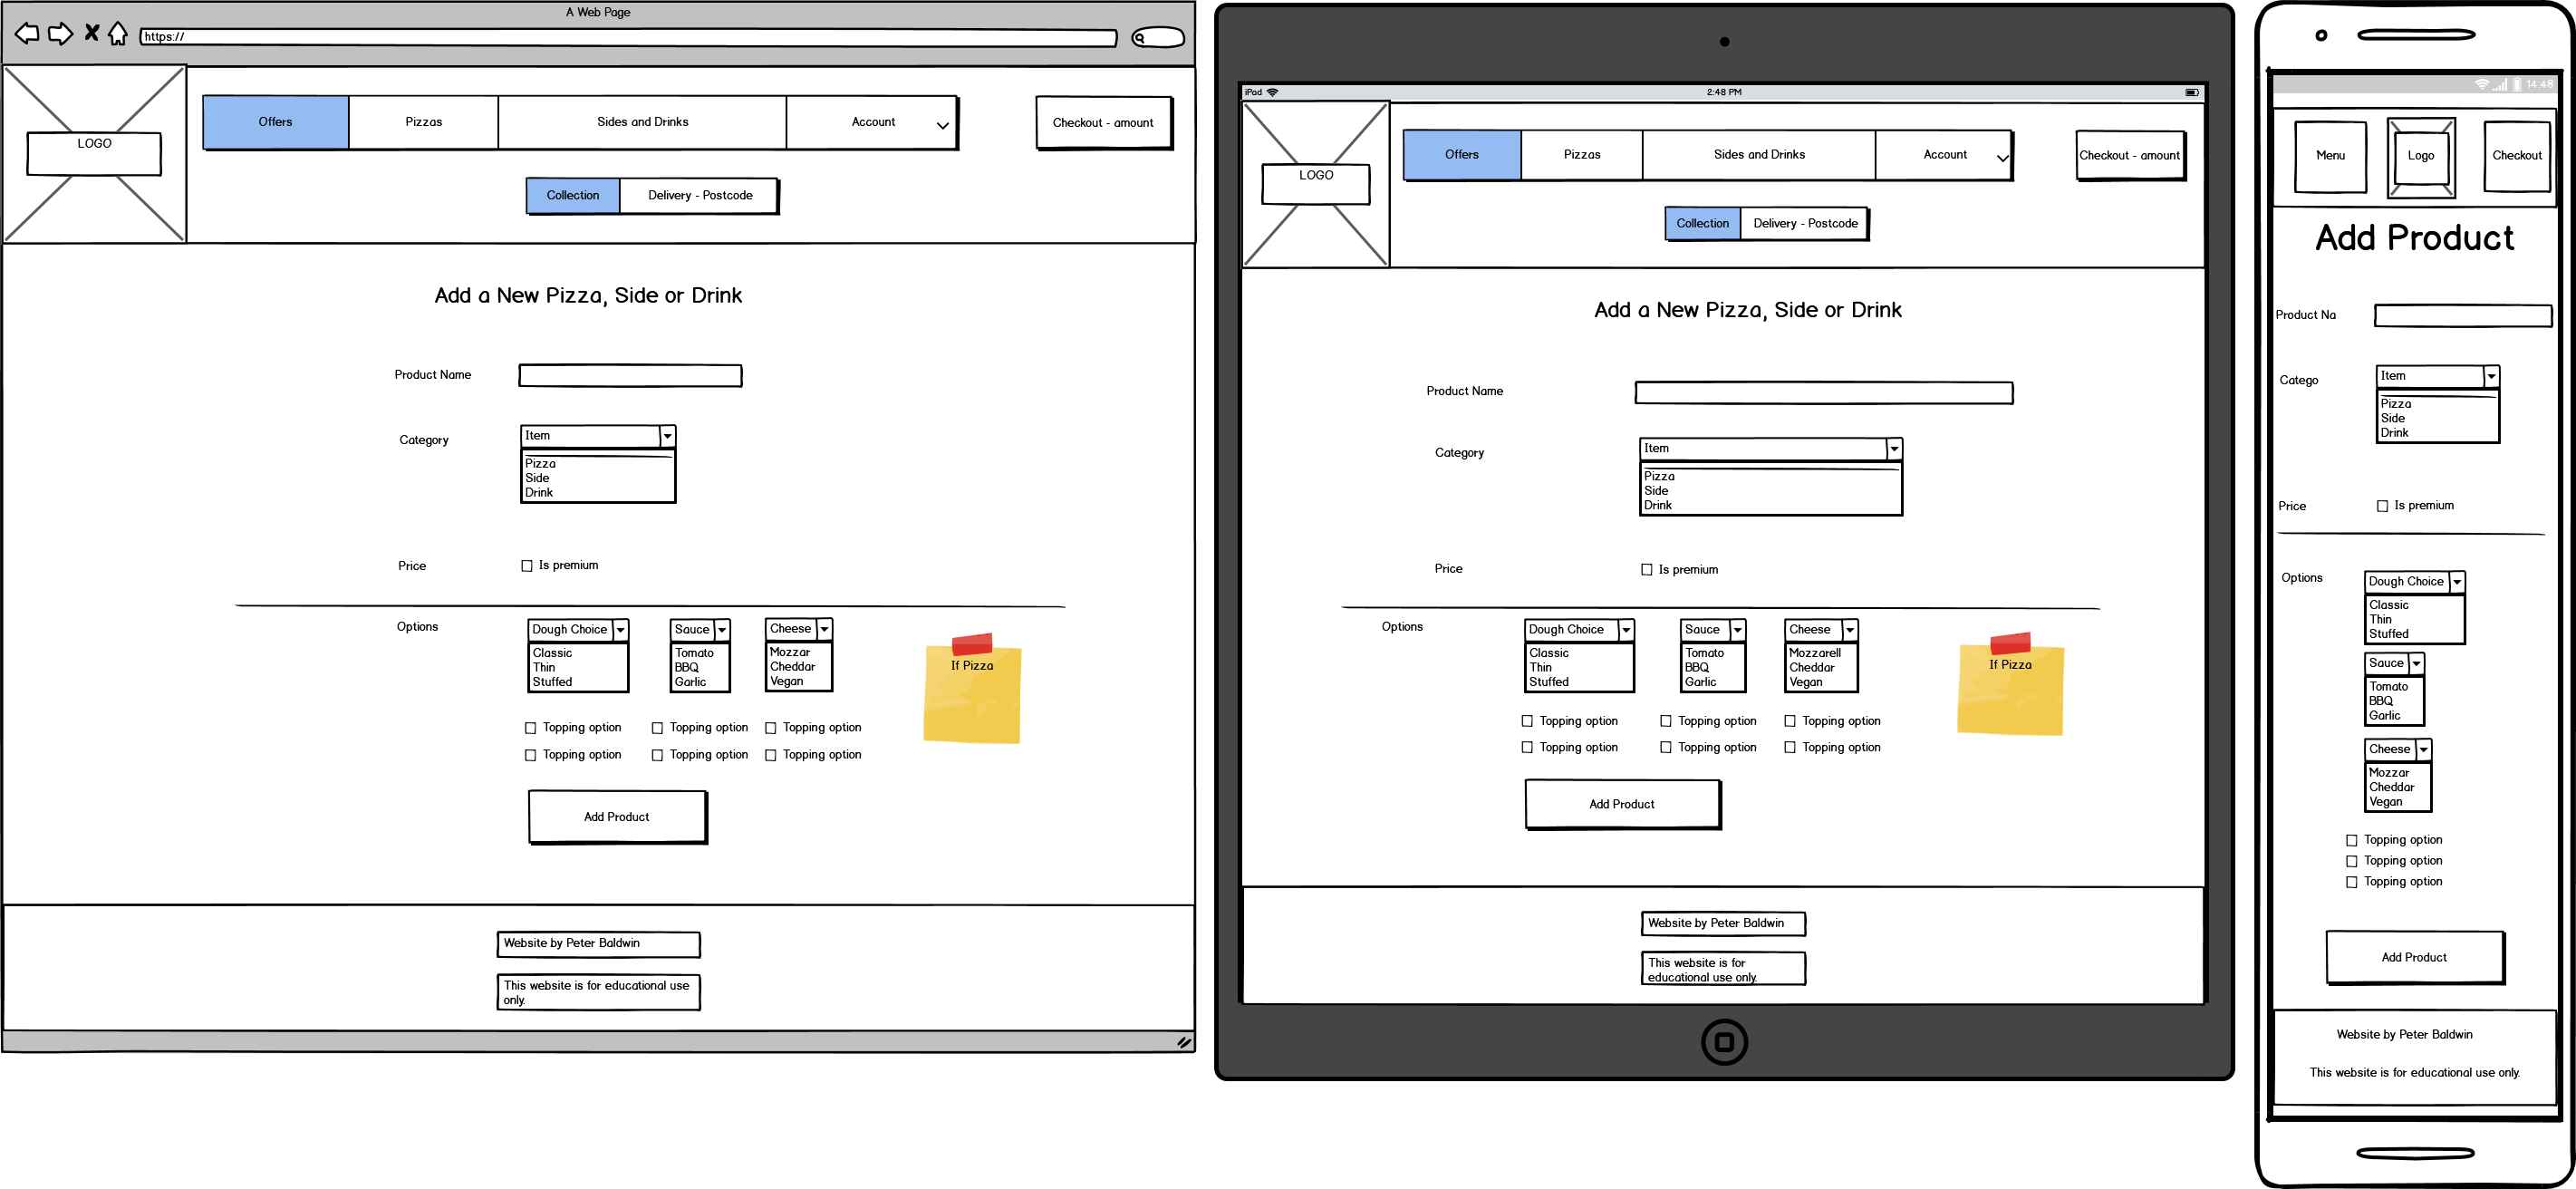 A Web Page
https://
LOGO
Offers
Pizzas
Sides and Drinks
Account
Checkout - amount
Collection
Delivery - Postcode
Add a New Pizza, Side or Drink
Product Name
Category
Item
Pizza
Side
Drink
Price
Is premium
Options
Dough Choice
Classic
Thin
Stuffed
Sauce
Tomato
BBQ
Garlic
Cheese
Mozzar
Cheddar
Vegan
If Pizza
Topping option
Topping option
Topping option
Topping option
Topping option
Topping option
Add Product
Website by Peter Baldwin
This website is for educational use
only.
iPad
2:48 PM
LOGO
Offers
Pizzas
Sides and Drinks
Account
Checkout - amount
Collection
Delivery - Postcode
Add a New Pizza, Side or Drink
Product Name
Category
Item
Pizza
Side
Drink
Price
Is premium
Options
Dough Choice
Classic
Thin
Stuffed
Sauce
Tomato
BBQ
Garlic
Cheese
Mozzarell
Cheddar
Vegan
If Pizza
Topping option
Topping option
Topping option
Topping option
Topping option
Topping option
Add Product
Website by Peter Baldwin
This website is for
educational use only.
14:48
Menu
Logo
Checkout
Add Product
Product Na
Catego
Item
Pizza
Side
Drink
Price
Is premium
Options
Dough Choice
Classic
Thin
Stuffed
Sauce
Tomato
BBQ
Garlic
Cheese
Mozzar
Cheddar
Vegan
Topping option
Topping option
Topping option
Add Product
Website by Peter Baldwin
This website is for educational use only.